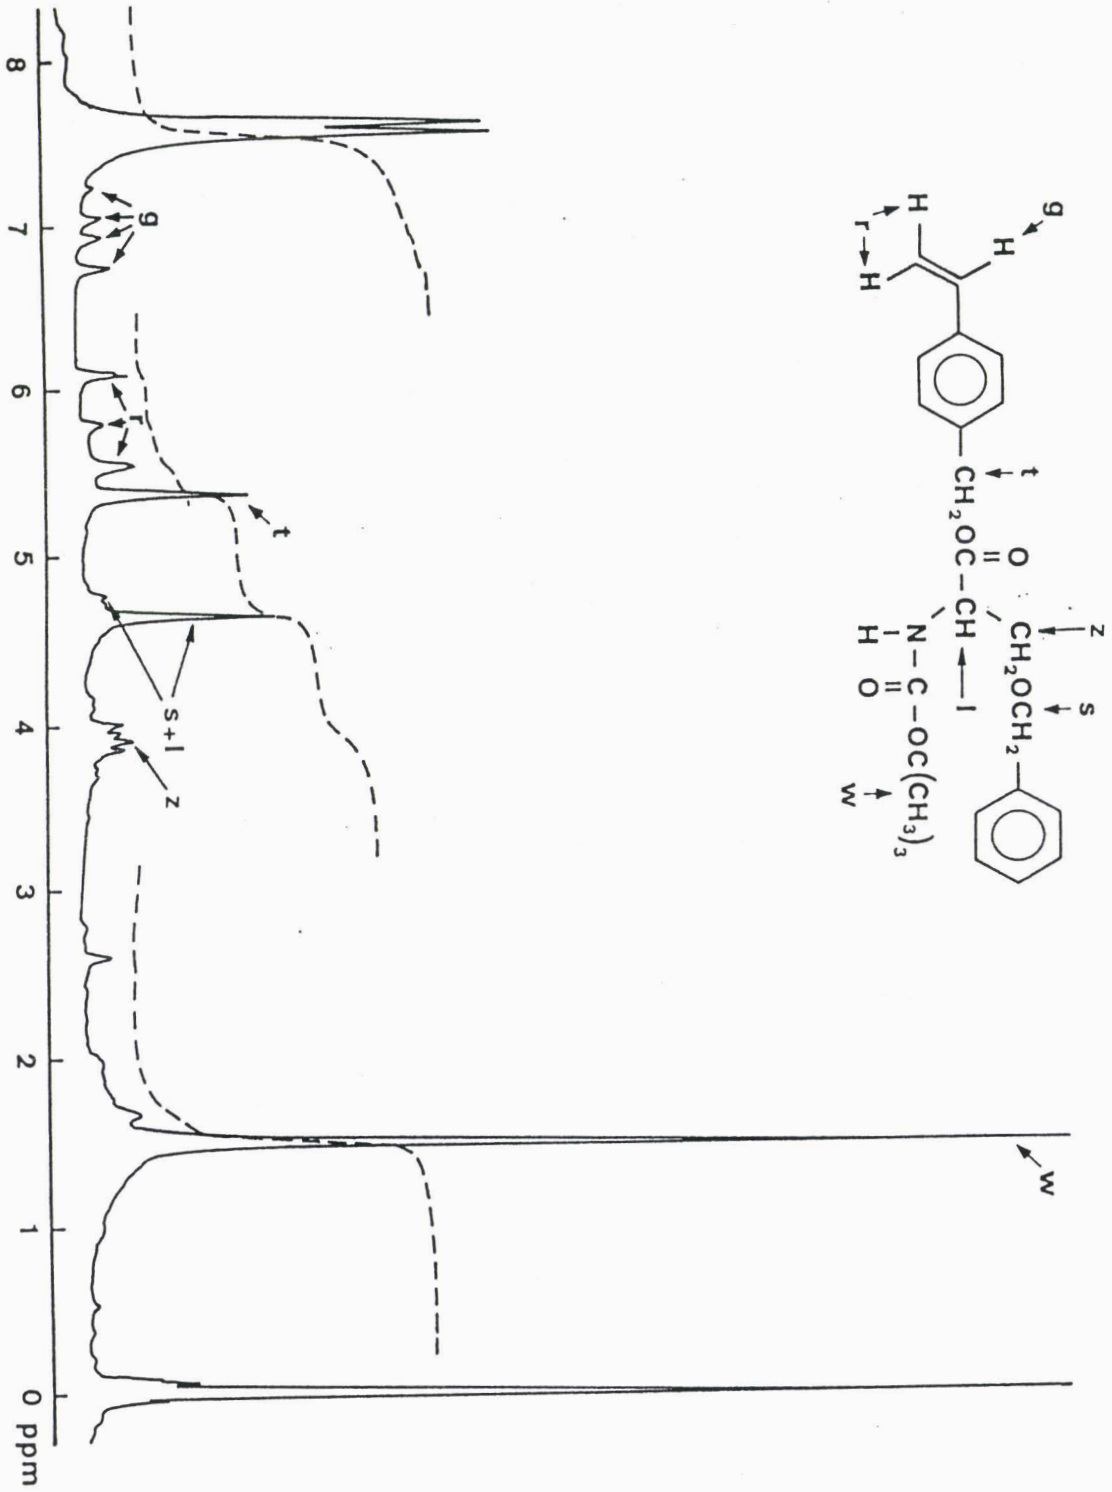 z
s
CH₂OCH₂
g
t
O
H
l
CH₂OC–CH
H
r
H
N–C–OC(CH₃)₃
H O
w
w
t
s+l
z
g
r
8 7 6 5 4 3 2 1 0 ppm